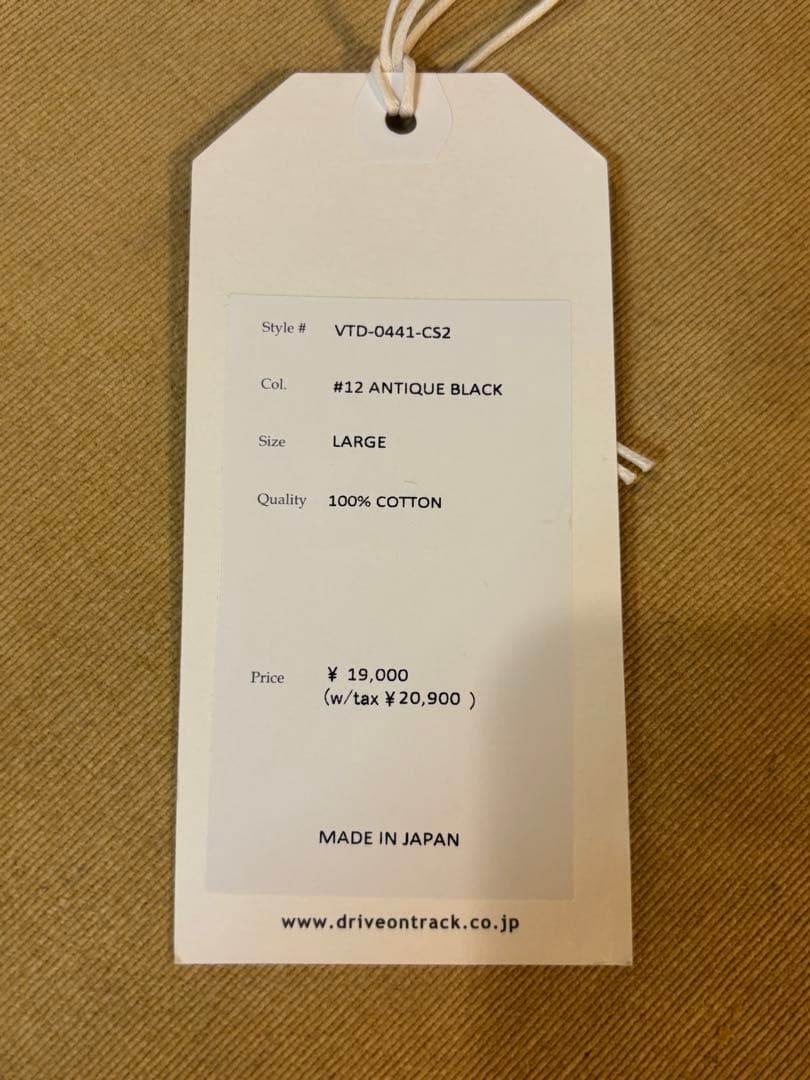 Style # VTD-0441-CS2
Col. #12 ANTIQUE BLACK
Size LARGE
Quality 100% COTTON
Price ¥ 19,000
(w/tax ¥20,900 )
MADE IN JAPAN
www.driveontrack.co.jp